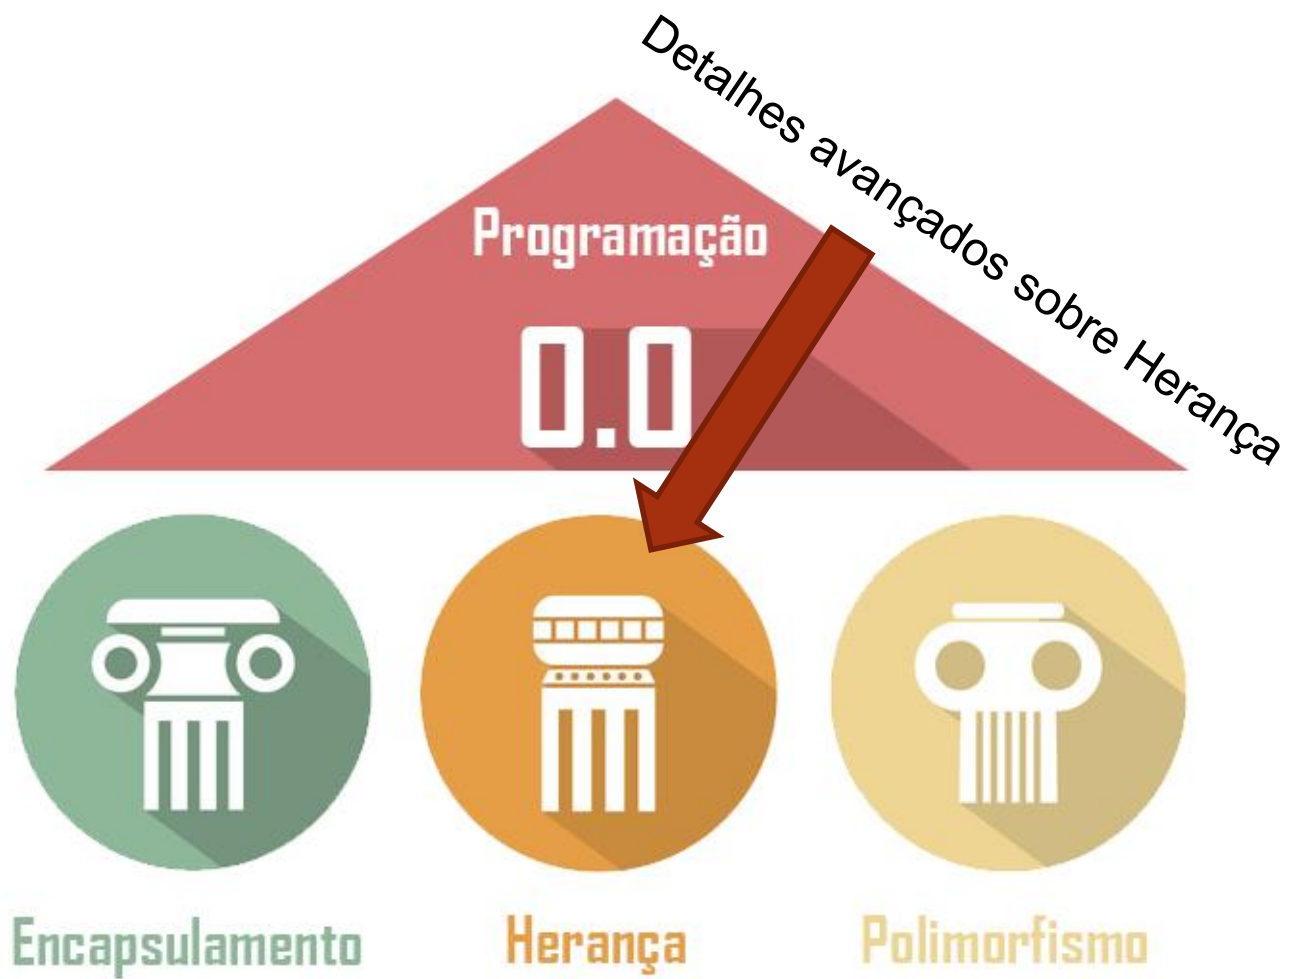 Detalhes avançados sobre Herança
Programação
O.O
Encapsulamento
Herança
Polimorfismo